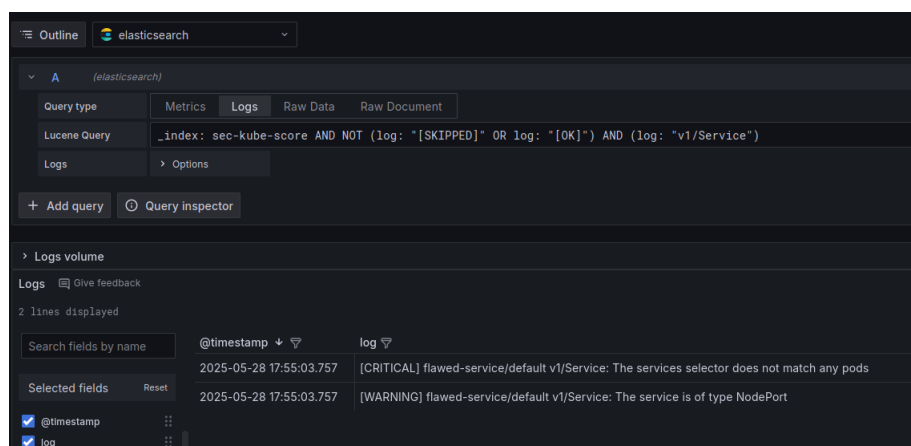 Outline elasticsearch
A (elasticsearch)
Query type Metrics Logs Raw Data Raw Document
Lucene Query _index: sec-kube-score AND NOT (log: "[SKIPPED]" OR log: "[OK]") AND (log: "v1/Service")
Logs > Options
+ Add query Query inspector
> Logs volume
Logs Give feedback
2 lines displayed
Search fields by name
Selected fields Reset
@timestamp
log
@timestamp log
2025-05-28 17:55:03.757 [CRITICAL] flawed-service/default v1/Service: The services selector does not match any pods
2025-05-28 17:55:03.757 [WARNING] flawed-service/default v1/Service: The service is of type NodePort